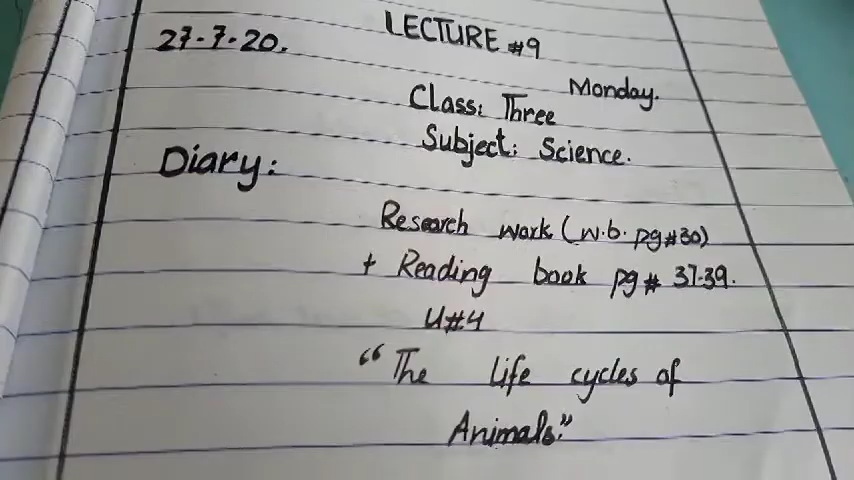 LECTURE #9
27-7-20.
Monday.
Class: Three
Subject: Science.
Diary:
Research work (w.b. pg#30)
+ Reading book pg# 37-39.
U#4
"The life cycles of
Animals."